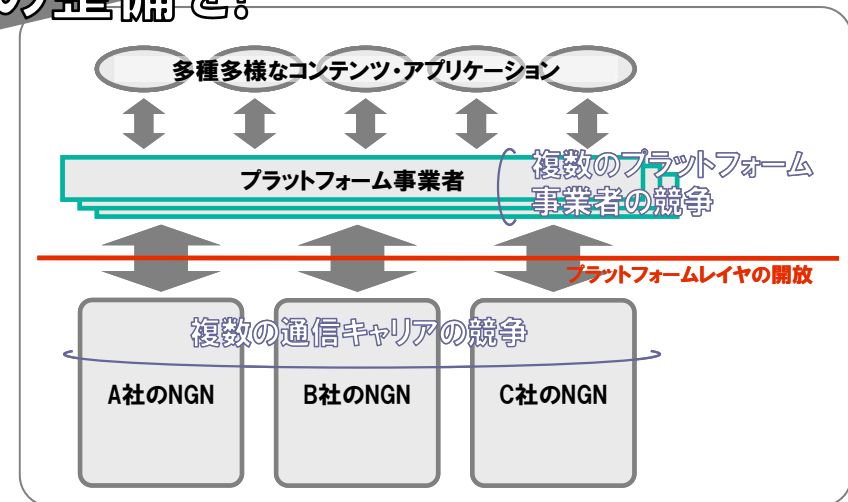 の整備を!
多種多様なコンテンツ・アプリケーション
プラットフォーム事業者
複数のプラットフォーム
事業者の競争
プラットフォームレイヤの開放
複数の通信キャリアの競争
A社のNGN
B社のNGN
C社のNGN